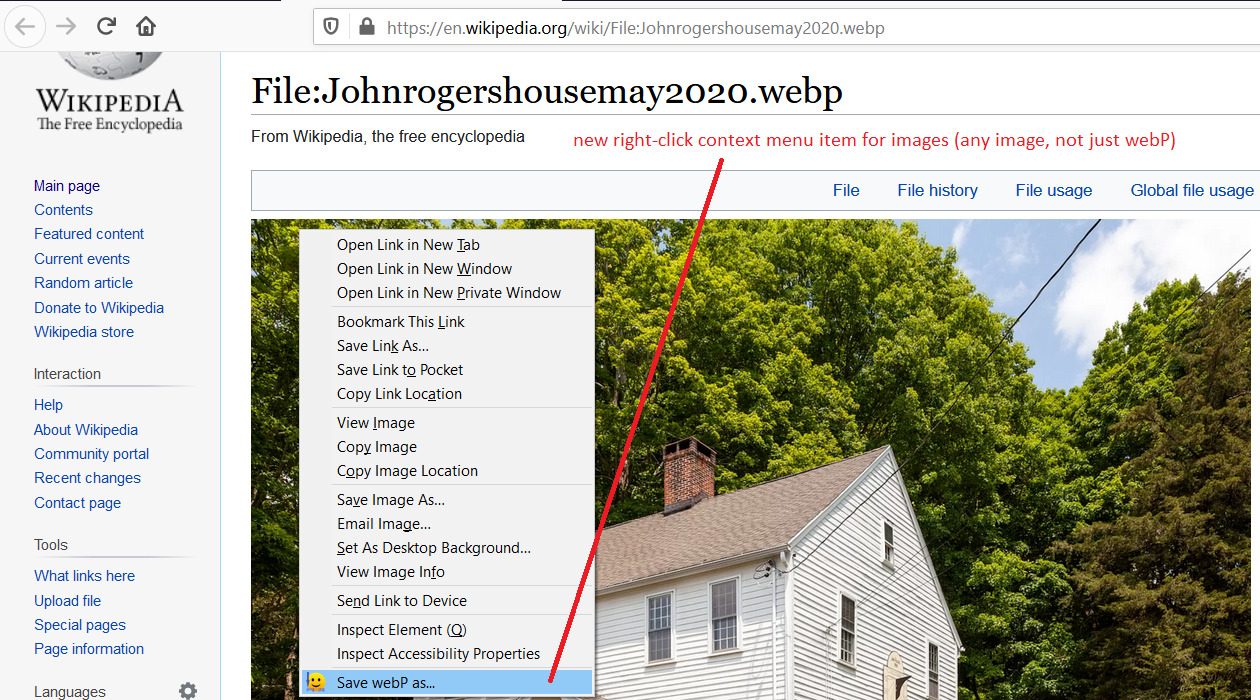 https://en.wikipedia.org/wiki/File:Johnrogershousemay2020.webp
WIKIPEDIA
The Free Encyclopedia
Main page
Contents
Featured content
Current events
Random article
Donate to Wikipedia
Wikipedia store
Interaction
Help
About Wikipedia
Community portal
Recent changes
Contact page
Tools
What links here
Upload file
Special pages
Page information
Languages
File:Johnrogershousemay2020.webp
From Wikipedia, the free encyclopedia
new right-click context menu item for images (any image, not just webP)
File File history File usage Global file usage
Open Link in New Tab
Open Link in New Window
Open Link in New Private Window
Bookmark This Link
Save Link As...
Save Link to Pocket
Copy Link Location
View Image
Copy Image
Copy Image Location
Save Image As...
Email Image...
Set As Desktop Background...
View Image Info
Send Link to Device
Inspect Element (Q)
Inspect Accessibility Properties
Save webP as...